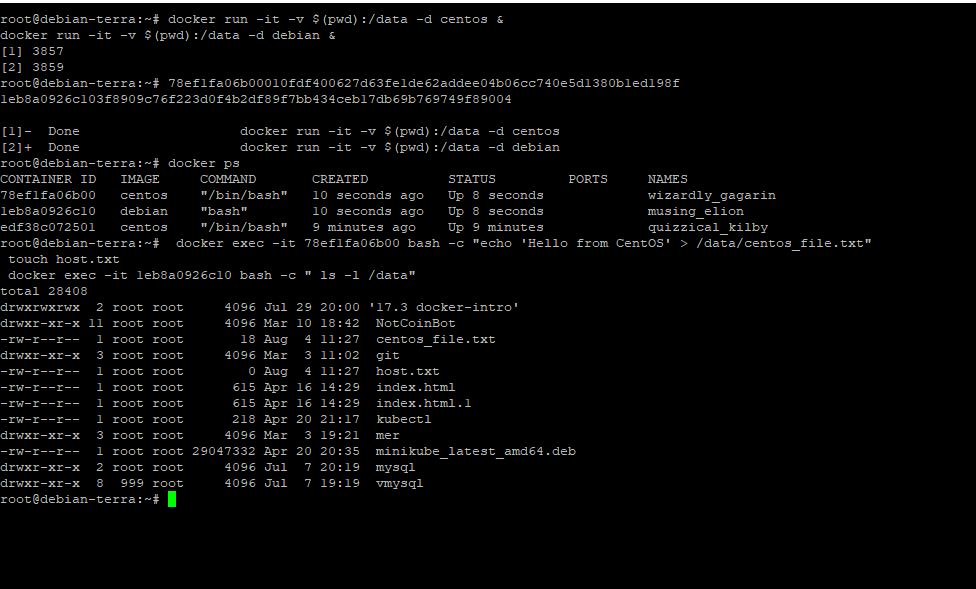 root@debian-terra:~# docker run -it -v $(pwd):/data -d centos &
docker run -it -v $(pwd):/data -d debian &
[1] 3857
[2] 3859
root@debian-terra:~# 78ef1fa06b00010fdf400627d63fe1de62addee04b06cc740e5d1380b1ed198f
1eb8a0926c103f8909c76f223d0f4b2df89f7bb434ceb17db69b769749f89004
[1]-  Done                    docker run -it -v $(pwd):/data -d centos
[2]+  Done                    docker run -it -v $(pwd):/data -d debian
root@debian-terra:~# docker ps
CONTAINER ID   IMAGE     COMMAND       CREATED          STATUS         PORTS     NAMES
78ef1fa06b00   centos    "/bin/bash"   10 seconds ago   Up 8 seconds             wizardly_gagarin
1eb8a0926c10   debian    "bash"        10 seconds ago   Up 8 seconds             musing_elion
edf38c072501   centos    "/bin/bash"   9 minutes ago    Up 9 minutes             quizzical_kilby
root@debian-terra:~#  docker exec -it 78ef1fa06b00 bash -c "echo 'Hello from CentOS' > /data/centos_file.txt"
 touch host.txt
 docker exec -it 1eb8a0926c10 bash -c " ls -l /data"
total 28408
drwxrwxrwx  2 root root     4096 Jul 29 20:00 '17.3 docker-intro'
drwxr-xr-x 11 root root     4096 Mar 10 18:42  NotCoinBot
-rw-r--r--  1 root root       18 Aug  4 11:27  centos_file.txt
drwxr-xr-x  3 root root     4096 Mar  3 11:02  git
-rw-r--r--  1 root root        0 Aug  4 11:27  host.txt
-rw-r--r--  1 root root      615 Apr 16 14:29  index.html
-rw-r--r--  1 root root      615 Apr 16 14:29  index.html.1
-rw-r--r--  1 root root      218 Apr 20 21:17  kubectl
drwxr-xr-x  3 root root     4096 Mar  3 19:21  mer
-rw-r--r--  1 root root 29047332 Apr 20 20:35  minikube_latest_amd64.deb
drwxr-xr-x  2 root root     4096 Jul  7 20:19  mysql
drwxr-xr-x  8  999 root     4096 Jul  7 19:19  vmysql
root@debian-terra:~#